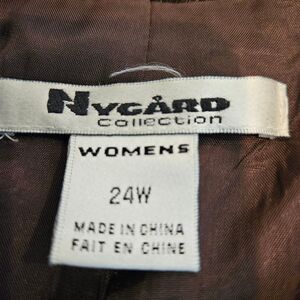 NYGÅRD
Collection
WOMENS
24W
MADE IN CHINA
FAIT EN CHINE